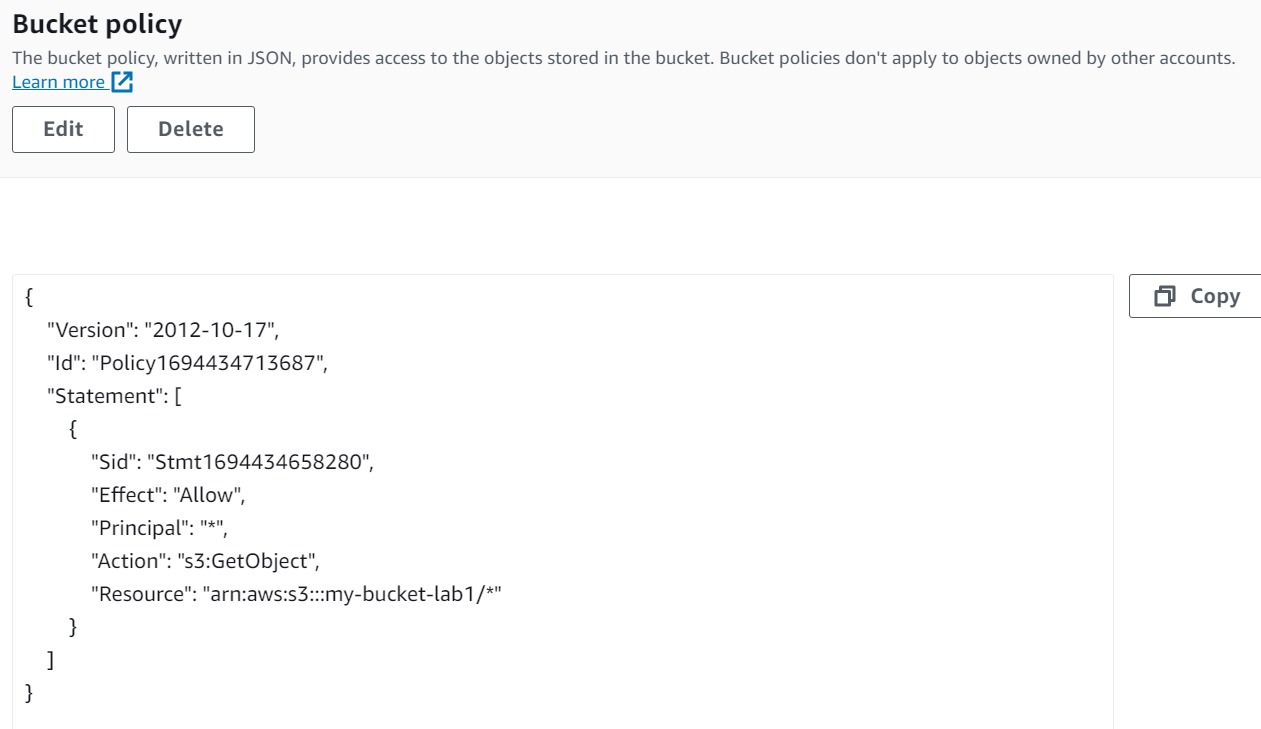 Bucket policy
The bucket policy, written in JSON, provides access to the objects stored in the bucket. Bucket policies don't apply to objects owned by other accounts.
Learn more
Edit Delete
Copy
{
"Version": "2012-10-17",
"Id": "Policy1694434713687",
"Statement": [
{
"Sid": "Stmt1694434658280",
"Effect": "Allow",
"Principal": "*",
"Action": "s3:GetObject",
"Resource": "arn:aws:s3:::my-bucket-lab1/*"
}
]
}